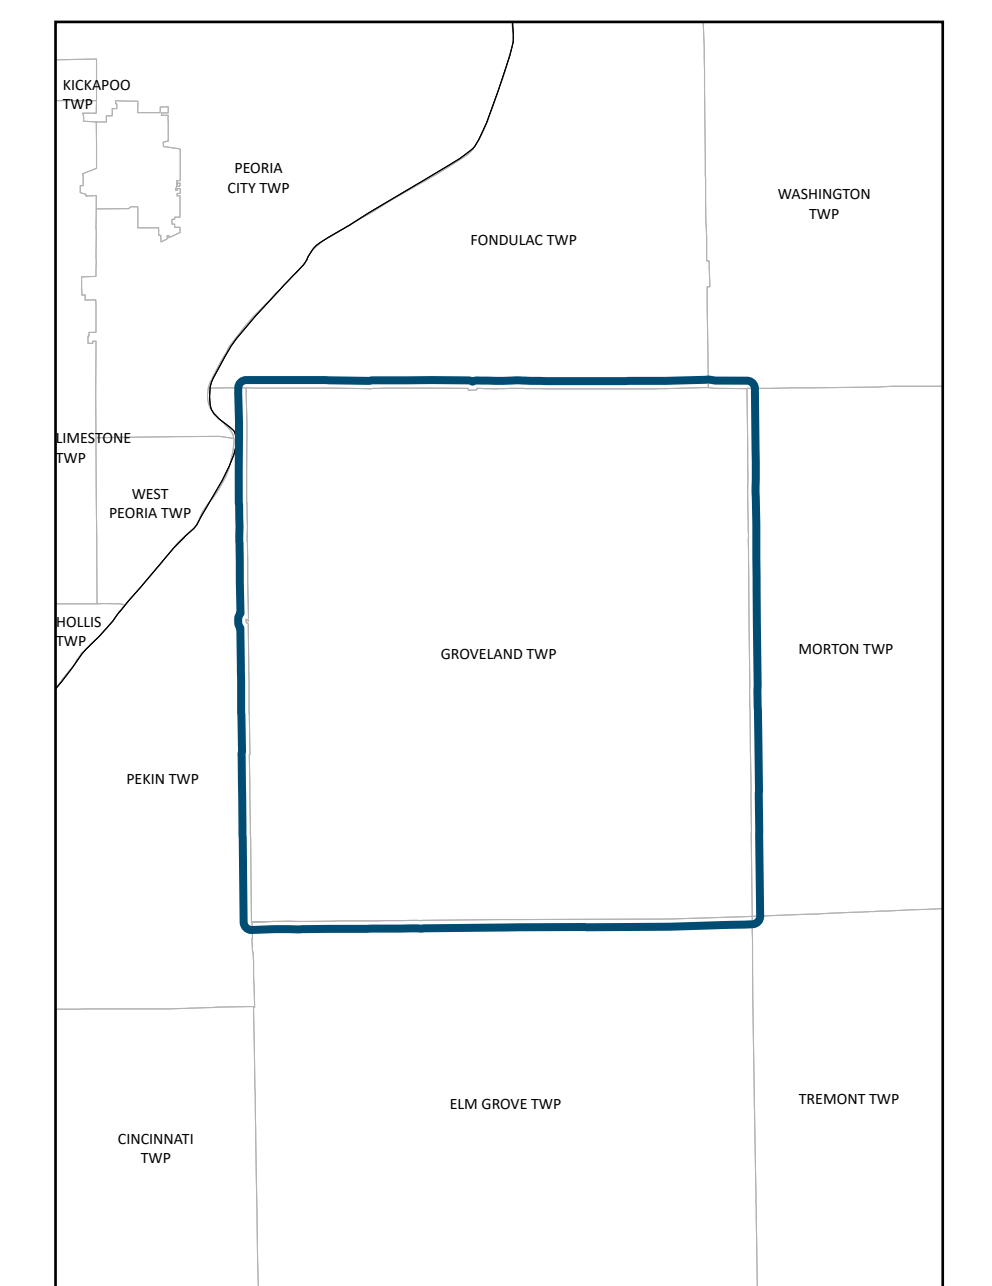 KICKAPOO
TWP
PEORIA
CITY TWP
WASHINGTON
TWP
FONDULAC TWP
LIMESTONE
TWP
WEST
PEORIA TWP
HOLLIS
TWP
GROVELAND TWP
MORTON TWP
PEKIN TWP
ELM GROVE TWP
TREMONT TWP
CINCINNATI
TWP